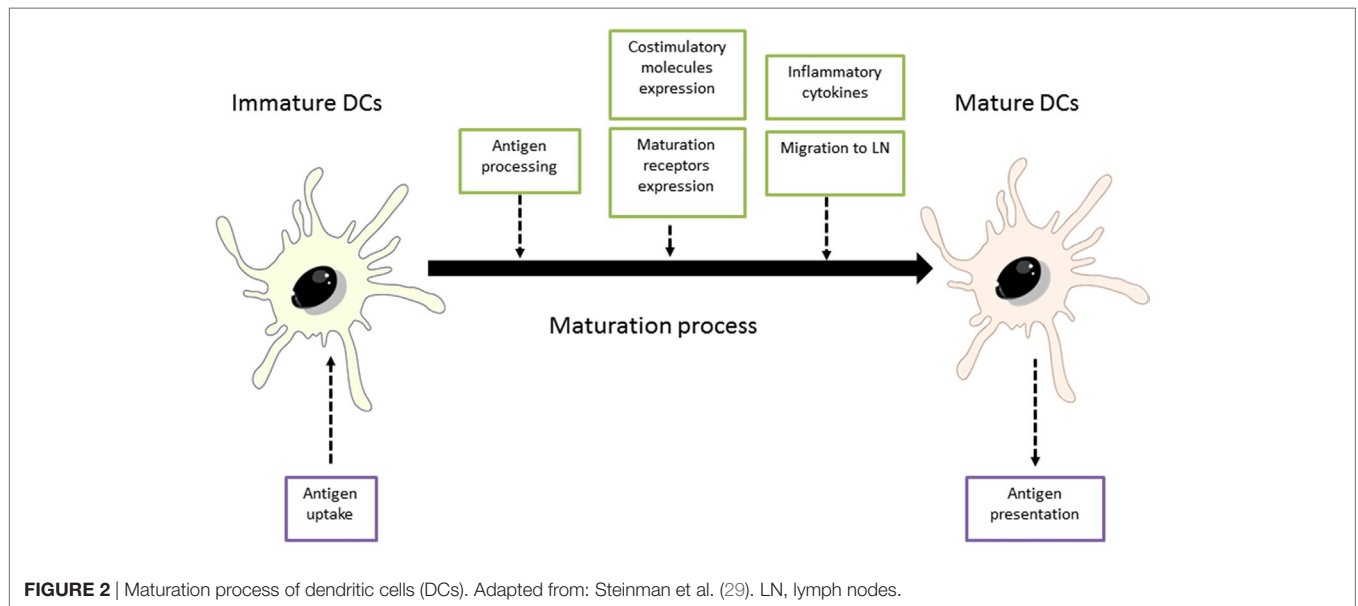 Costimulatory
molecules
expression
Inflammatory
cytokines
Immature DCs
Mature DCs
Antigen
processing
Maturation
receptors
expression
Migration to LN
Maturation process
Antigen
uptake
Antigen
presentation
FIGURE 2 | Maturation process of dendritic cells (DCs). Adapted from: Steinman et al. (29). LN, lymph nodes.